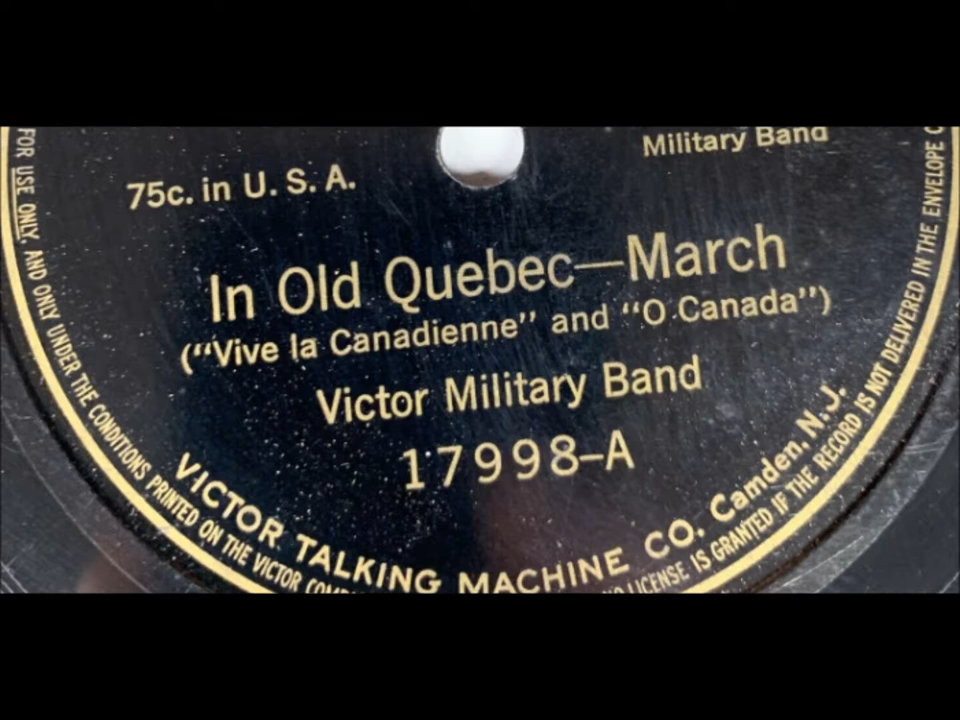 Military Band
75c. in U. S. A.
In Old Quebec—March
(“Vive la Canadienne” and “O Canada”)
Victor Military Band
17998-A
VICTOR TALKING MACHINE CO. Camden, N. J.
FOR USE ONLY, AND ONLY UNDER THE CONDITIONS PRINTED ON THE VICTOR
LICENSE IS GRANTED IF THE RECORD IS NOT DELIVERED IN THE ENVELOPE